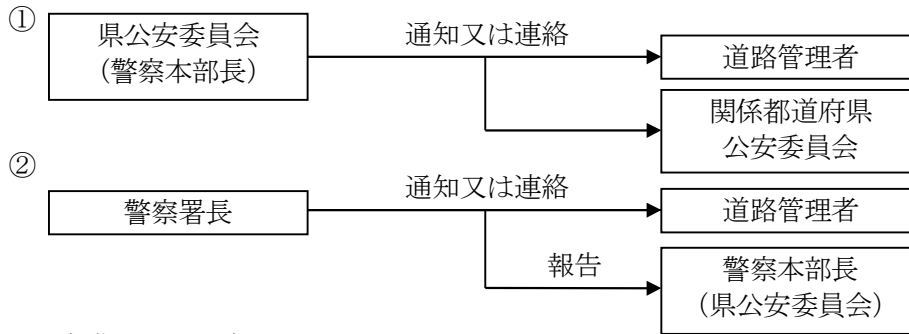 ①
県公安委員会
（警察本部長）
通知又は連絡
道路管理者
関係都道府県
公安委員会
②
警察署長
通知又は連絡
道路管理者
報告
警察本部長
（県公安委員会）